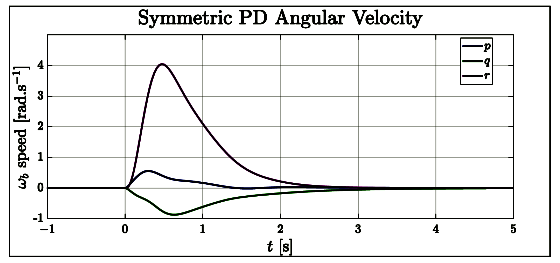 Symmetric PD Angular Velocity
p
q
r
4
3
2
1
0
-1
ω_b speed [rad.s⁻¹]
-1 0 1 2 3 4 5
t [s]